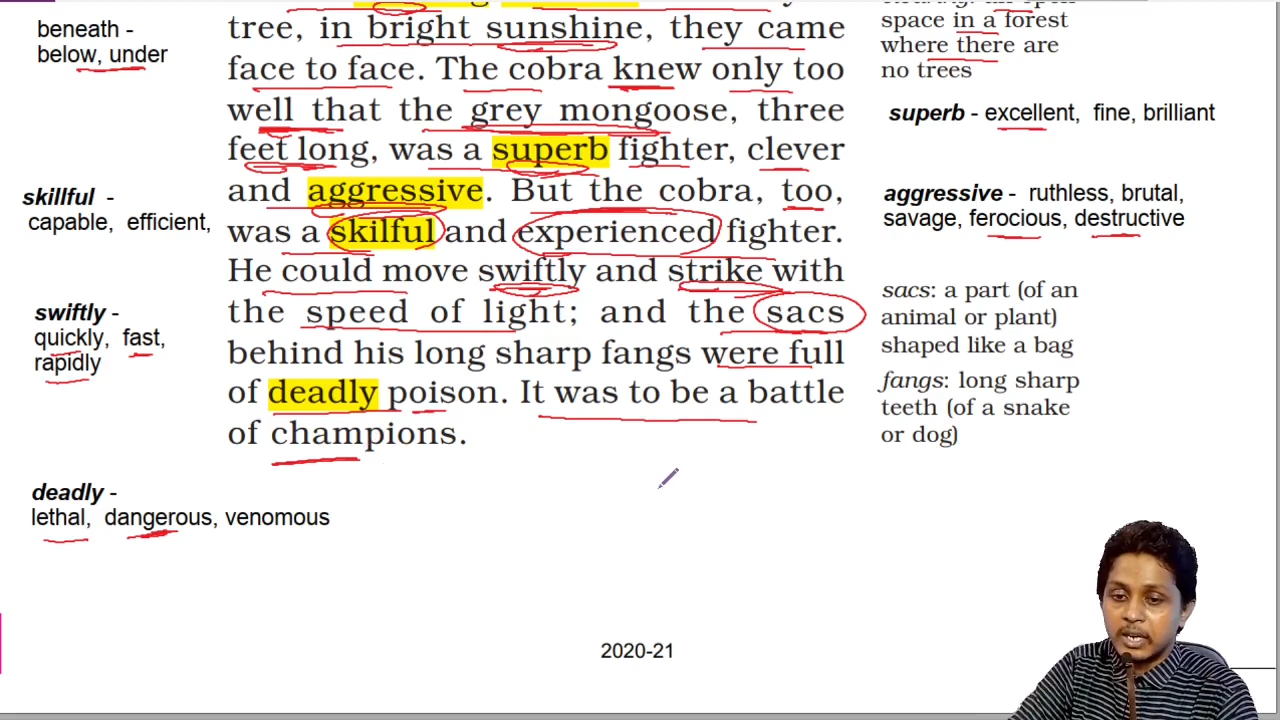 beneath -
below, under
tree, in bright sunshine, they came
face to face. The cobra knew only too
well that the grey mongoose, three
feet long, was a superb fighter, clever
and aggressive. But the cobra, too,
was a skilful and experienced fighter.
He could move swiftly and strike with
the speed of light; and the sacs
behind his long sharp fangs were full
of deadly poison. It was to be a battle
of champions.
skillful -
capable, efficient,
swiftly -
quickly, fast,
rapidly
deadly -
lethal, dangerous, venomous
space in a forest
where there are
no trees
superb - excellent, fine, brilliant
aggressive - ruthless, brutal,
savage, ferocious, destructive
sacs: a part (of an
animal or plant)
shaped like a bag
fangs: long sharp
teeth (of a snake
or dog)
2020-21